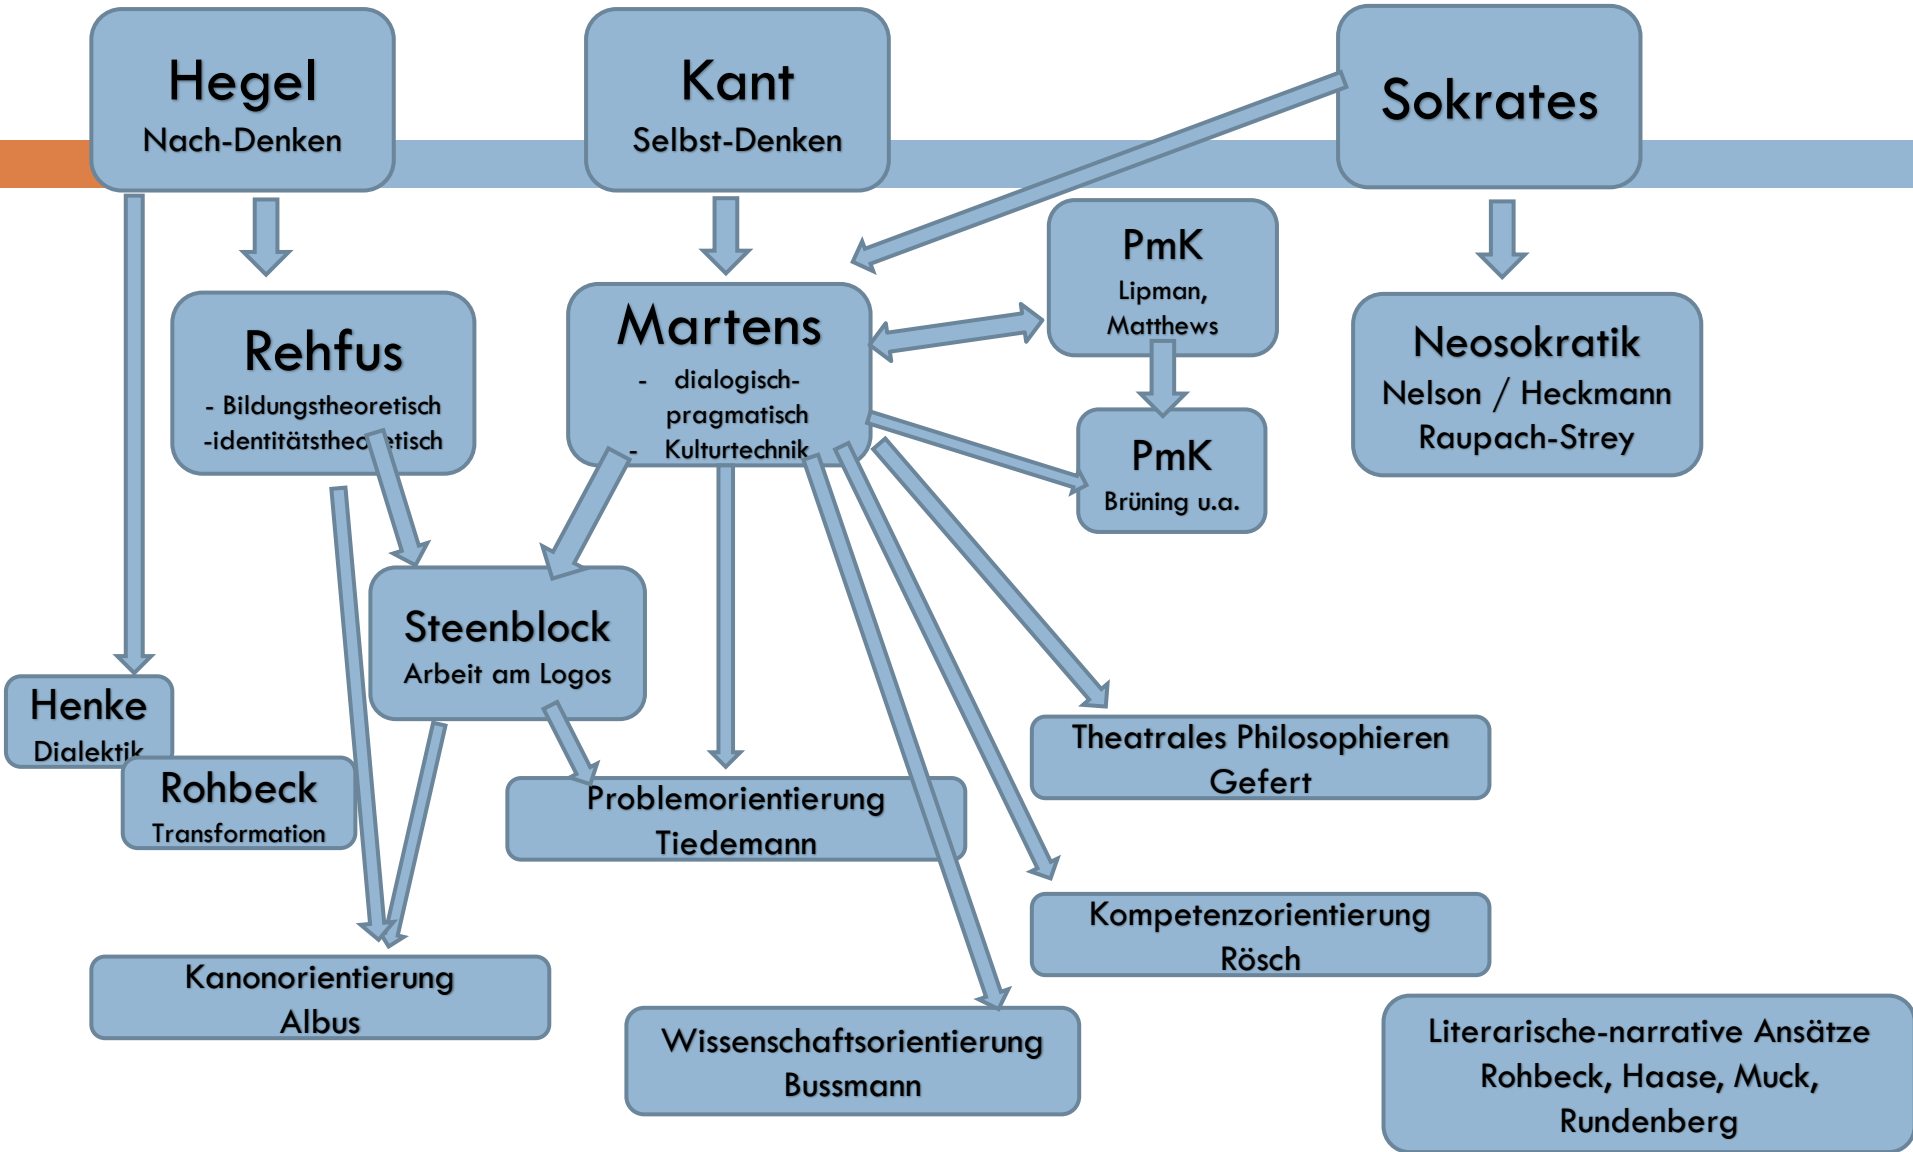 Hegel
Nach-Denken
Kant
Selbst-Denken
Sokrates
PmK
Lipman,
Matthews
Rehfus
- Bildungstheoretisch
-identitätstheoretisch
Martens
- dialogisch-
pragmatisch
- Kulturtechnik
Neosokratik
Nelson / Heckmann
Raupach-Strey
PmK
Brüning u.a.
Steenblock
Arbeit am Logos
Henke
Dialektik
Rohbeck
Transformation
Theatrales Philosophieren
Gefert
Problemorientierung
Tiedemann
Kompetenzorientierung
Rösch
Kanonorientierung
Albus
Wissenschaftsorientierung
Bussmann
Literarische-narrative Ansätze
Rohbeck, Haase, Muck,
Rundenberg